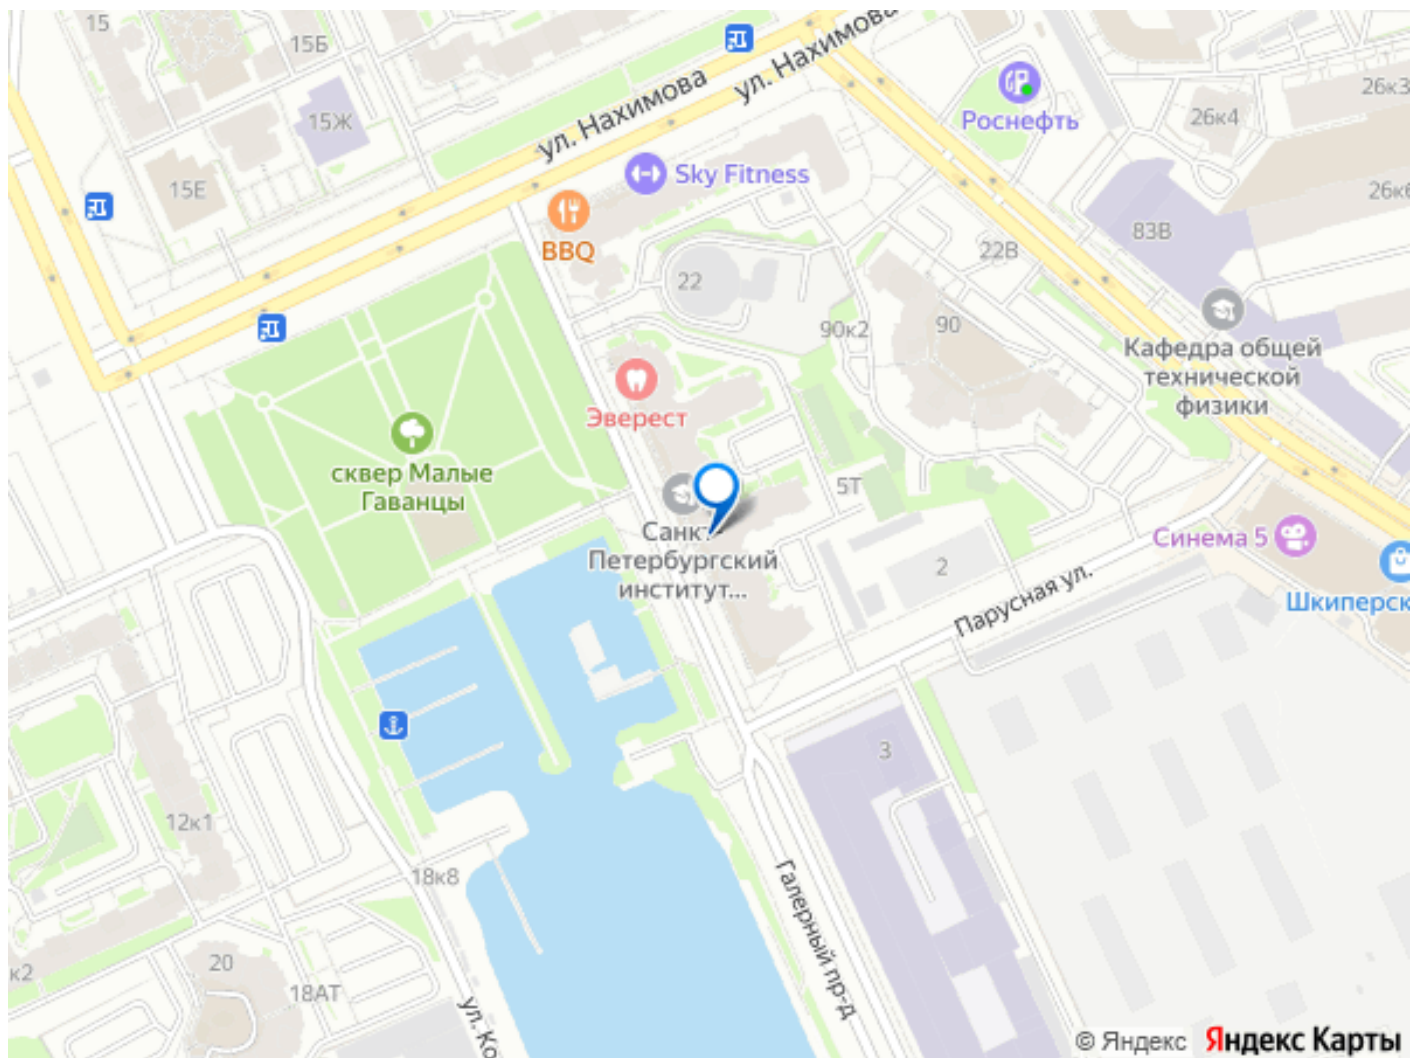 15
15Б
ул. Нахимова
ул. Нахимова
15Ж
15Е
Роснефть
26к3
26к4
26к6
Sky Fitness
BBQ
83В
22В
22
90к2
90
Кафедра общей
технической
физики
Эверест
сквер Малые
Гаванцы
5Т
Санкт-
Петербургский
институт...
2
Синема 5
Парусная ул.
Шкиперск
3
12к1
18к8
Галерный пр-д
к2
20
18АТ
ул. Ко
© Яндекс Яндекс Карты